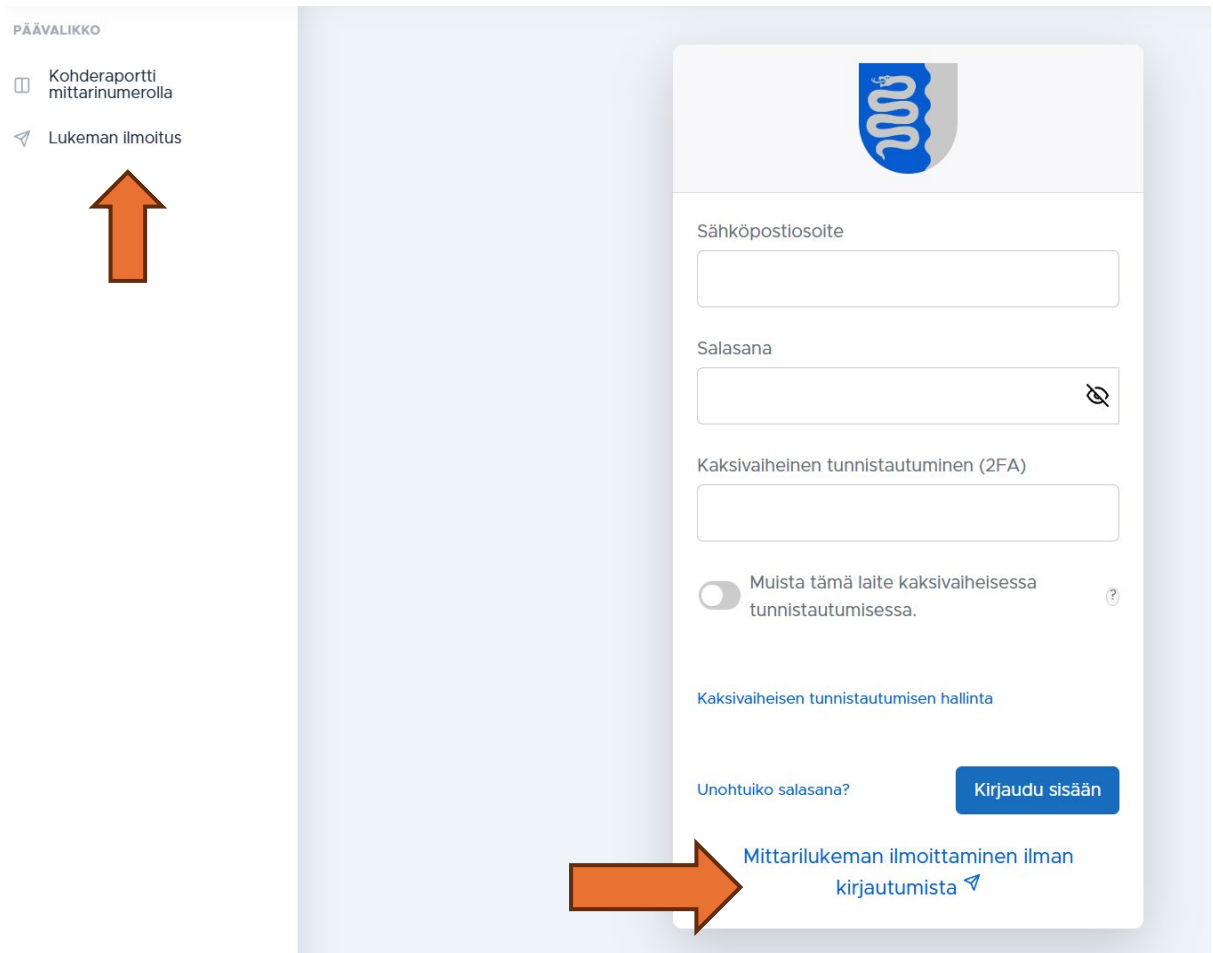 PÄÄVALIKKO
Kohderaportti
mittarinumerolla
Lukeman ilmoitus
Sähköpostiosoite
Salasana
Kaksivaiheinen tunnistautuminen (2FA)
Muista tämä laite kaksivaiheisessa
tunnistautumisessa.
?
Kaksivaiheisen tunnistautumisen hallinta
Unohtuiko salasana?
Kirjaudu sisään
Mittarilukeman ilmoittaminen ilman
kirjautumista